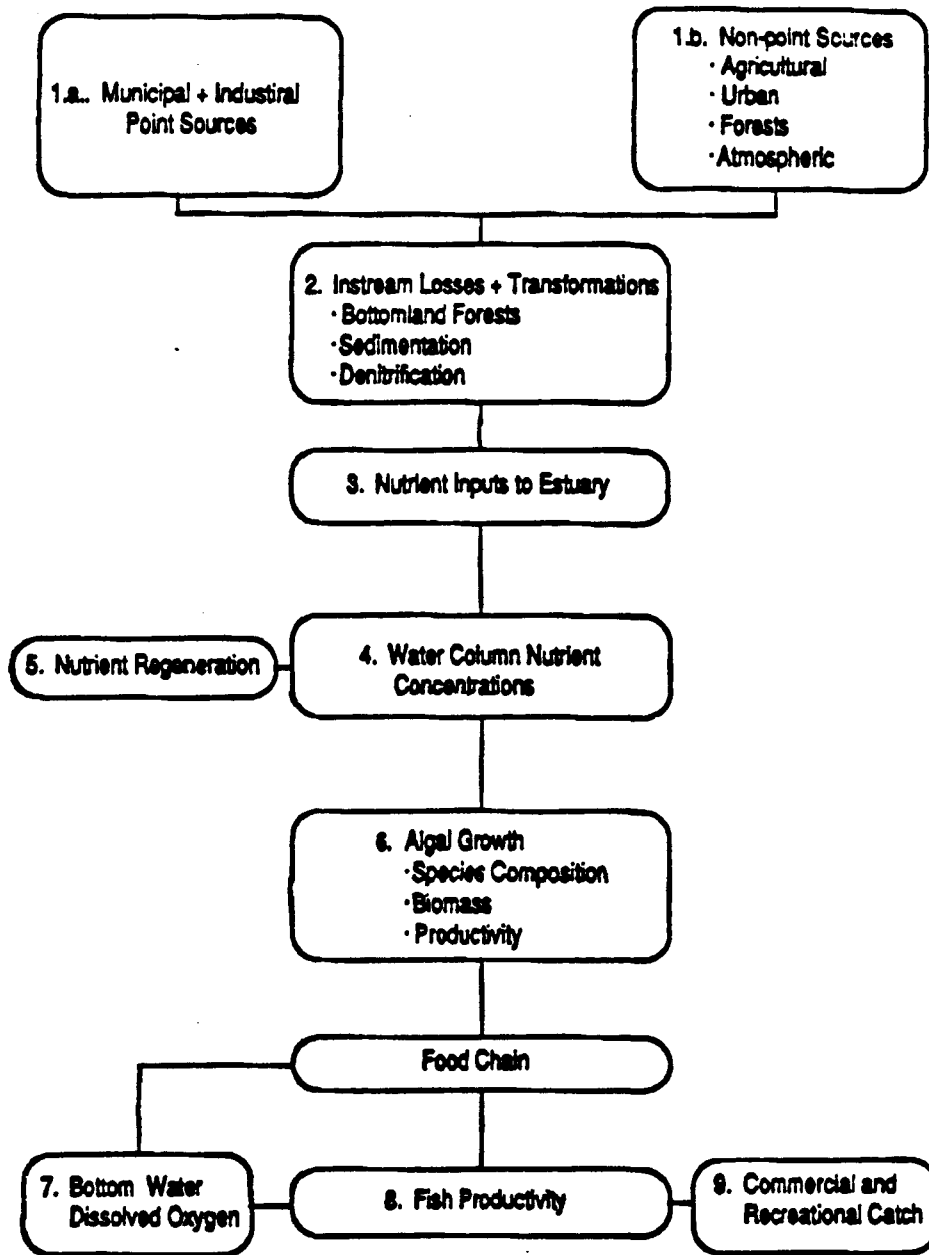 1.a.. Municipal + Industiral
Point Sources
1.b. Non-point Sources
· Agricultural
· Urban
· Forests
· Atmospheric
2. Instream Losses + Transformations
· Bottomland Forests
· Sedimentation
· Denitrification
3. Nutrient Inputs to Estuary
5. Nutrient Regeneration
4. Water Column Nutrient
Concentrations
6. Algal Growth
· Species Composition
· Biomass
· Productivity
Food Chain
7. Bottom Water
Dissolved Oxygen
8. Fish Productivity
9. Commercial and
Recreational Catch